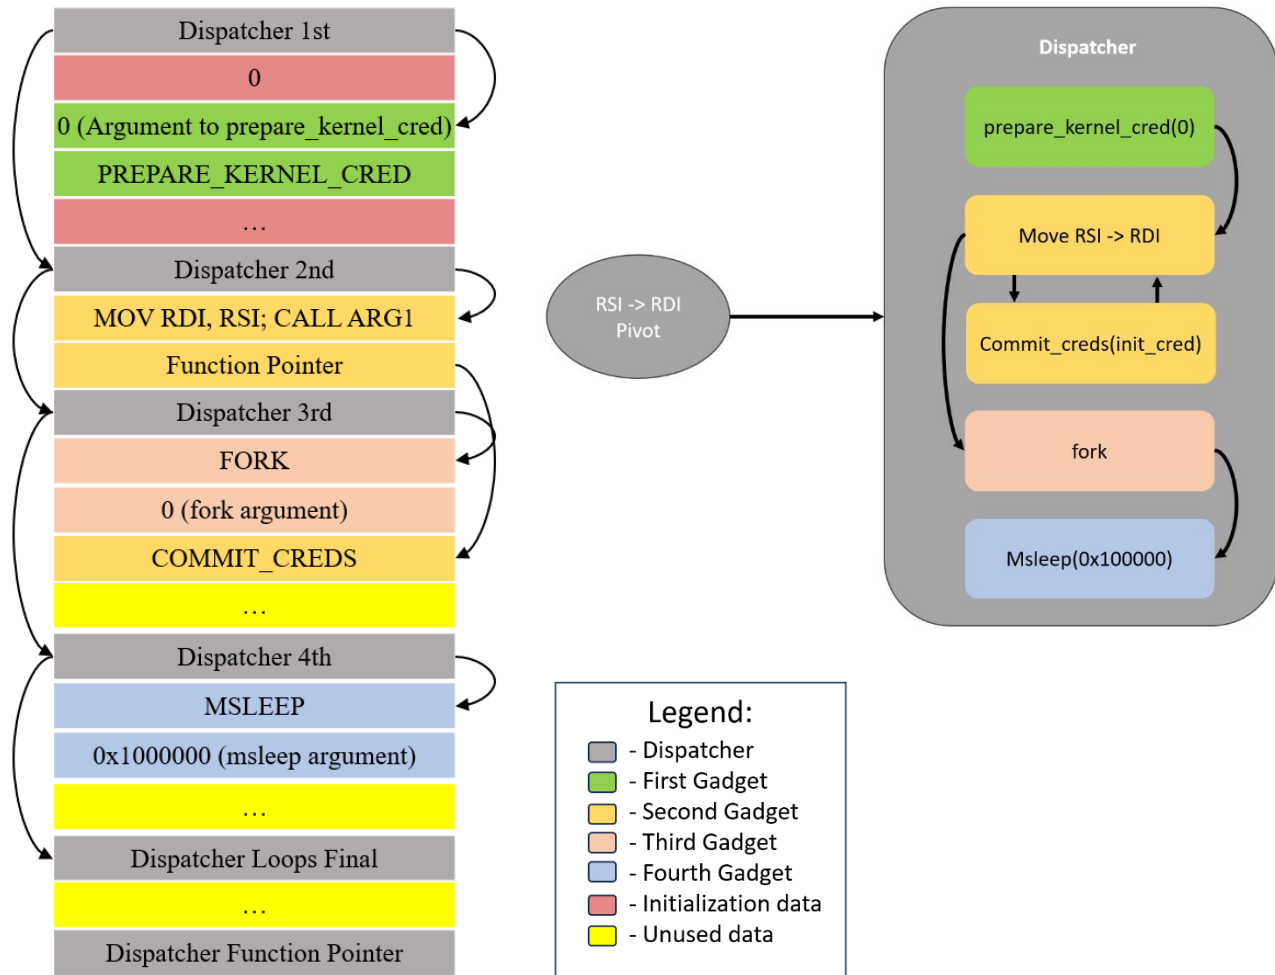 Dispatcher 1st
0
0 (Argument to prepare_kernel_cred)
PREPARE_KERNEL_CRED
...
Dispatcher 2nd
MOV RDI, RSI; CALL ARG1
Function Pointer
Dispatcher 3rd
FORK
0 (fork argument)
COMMIT_CREDS
...
Dispatcher 4th
MSLEEP
0x1000000 (msleep argument)
...
Dispatcher Loops Final
...
Dispatcher Function Pointer
RSI -> RDI
Pivot
Dispatcher
prepare_kernel_cred(0)
Move RSI -> RDI
Commit_creds(init_cred)
fork
Msleep(0x100000)
Legend:
- Dispatcher
- First Gadget
- Second Gadget
- Third Gadget
- Fourth Gadget
- Initialization data
- Unused data